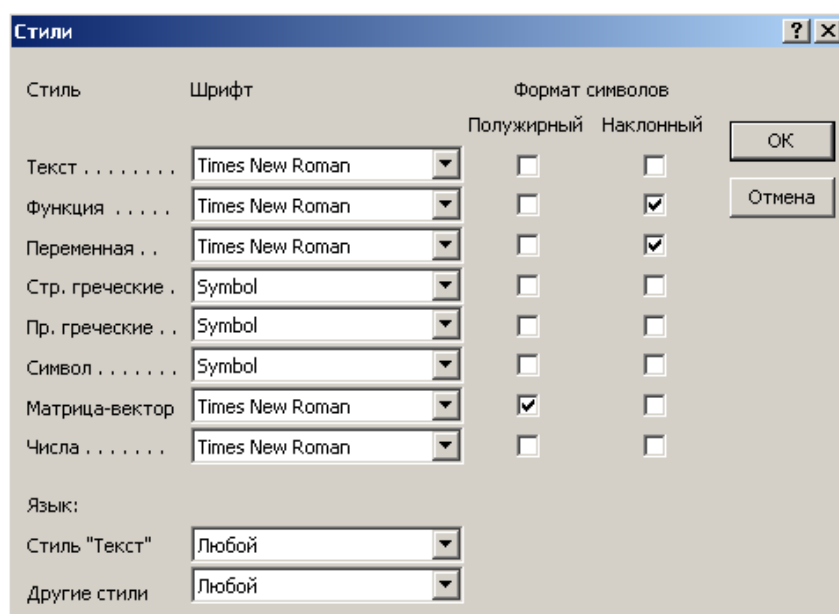 Стили
Стиль Шрифт Формат символов
Полужирный Наклонный
OK
Текст . . . . . . . . Times New Roman
Отмена
Функция . . . . . Times New Roman
Переменная . . Times New Roman
Стр. греческие . Symbol
Пр. греческие . . Symbol
Символ . . . . . . . Symbol
Матрица-вектор Times New Roman
Числа . . . . . . . Times New Roman
Язык:
Стиль "Текст" Любой
Другие стили Любой